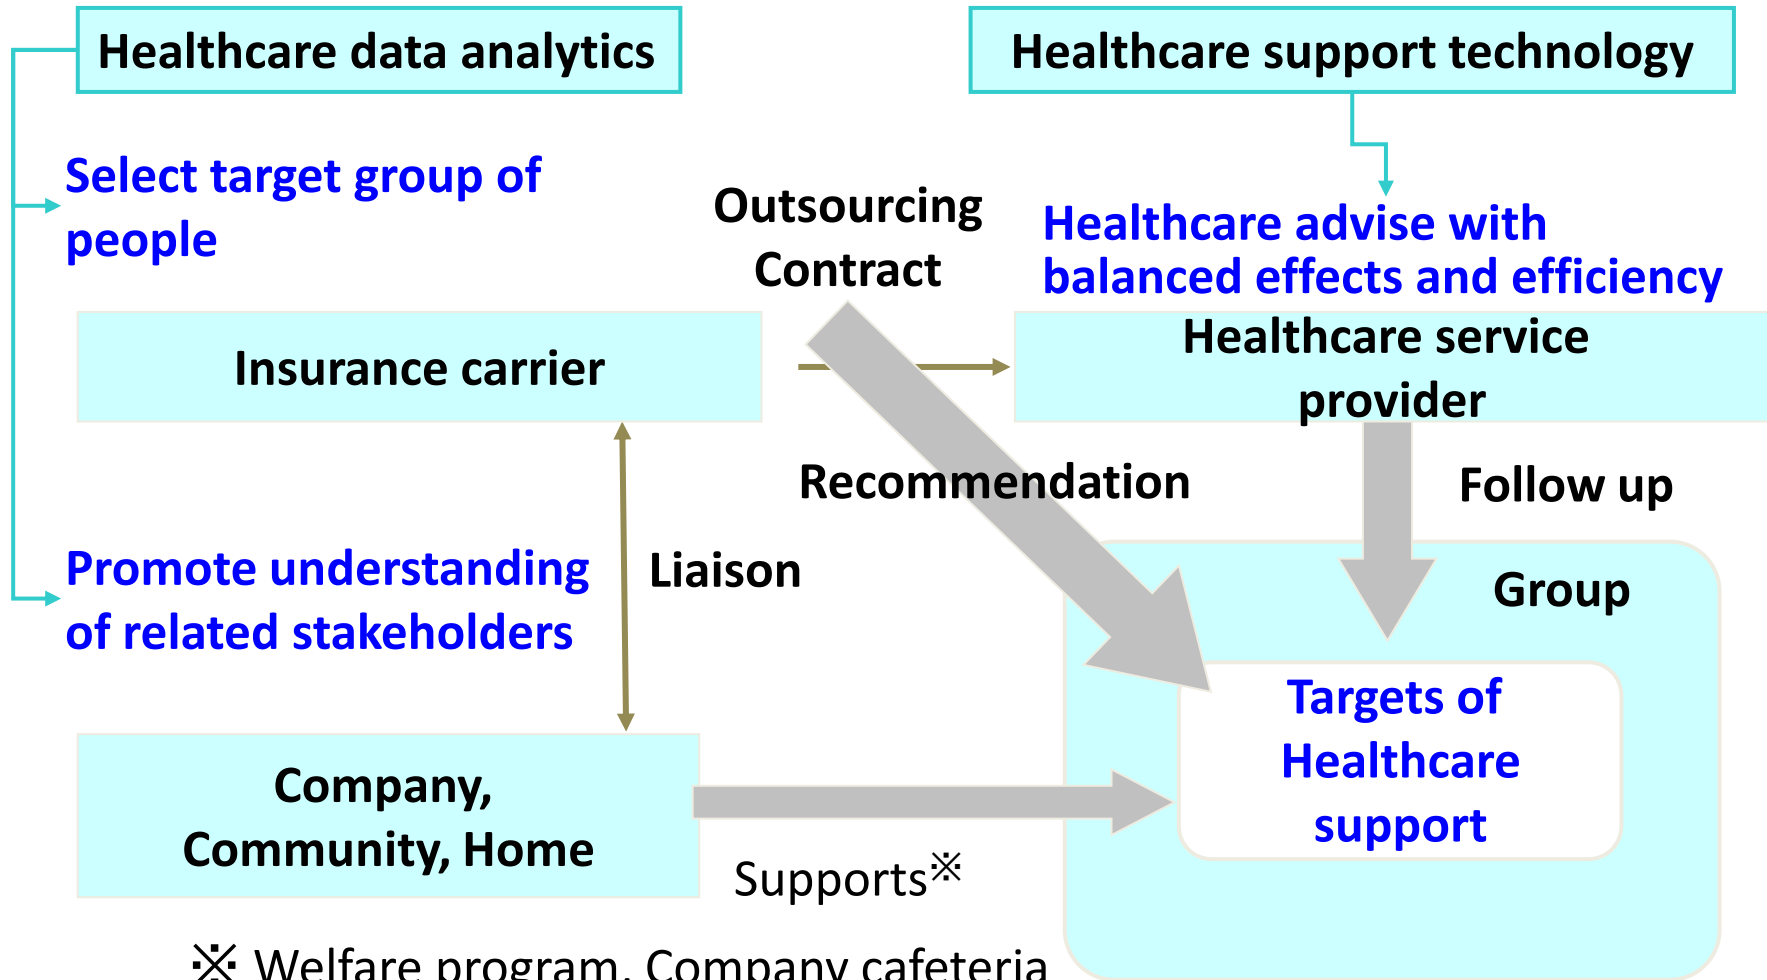 Healthcare data analytics
Healthcare support technology
Select target group of
people
Outsourcing
Contract
Healthcare advise with
balanced effects and efficiency
Insurance carrier
Healthcare service
provider
Recommendation
Follow up
Promote understanding
of related stakeholders
Liaison
Group
Targets of
Healthcare
support
Company,
Community, Home
Supports※
※ Welfare program, Company cafeteria